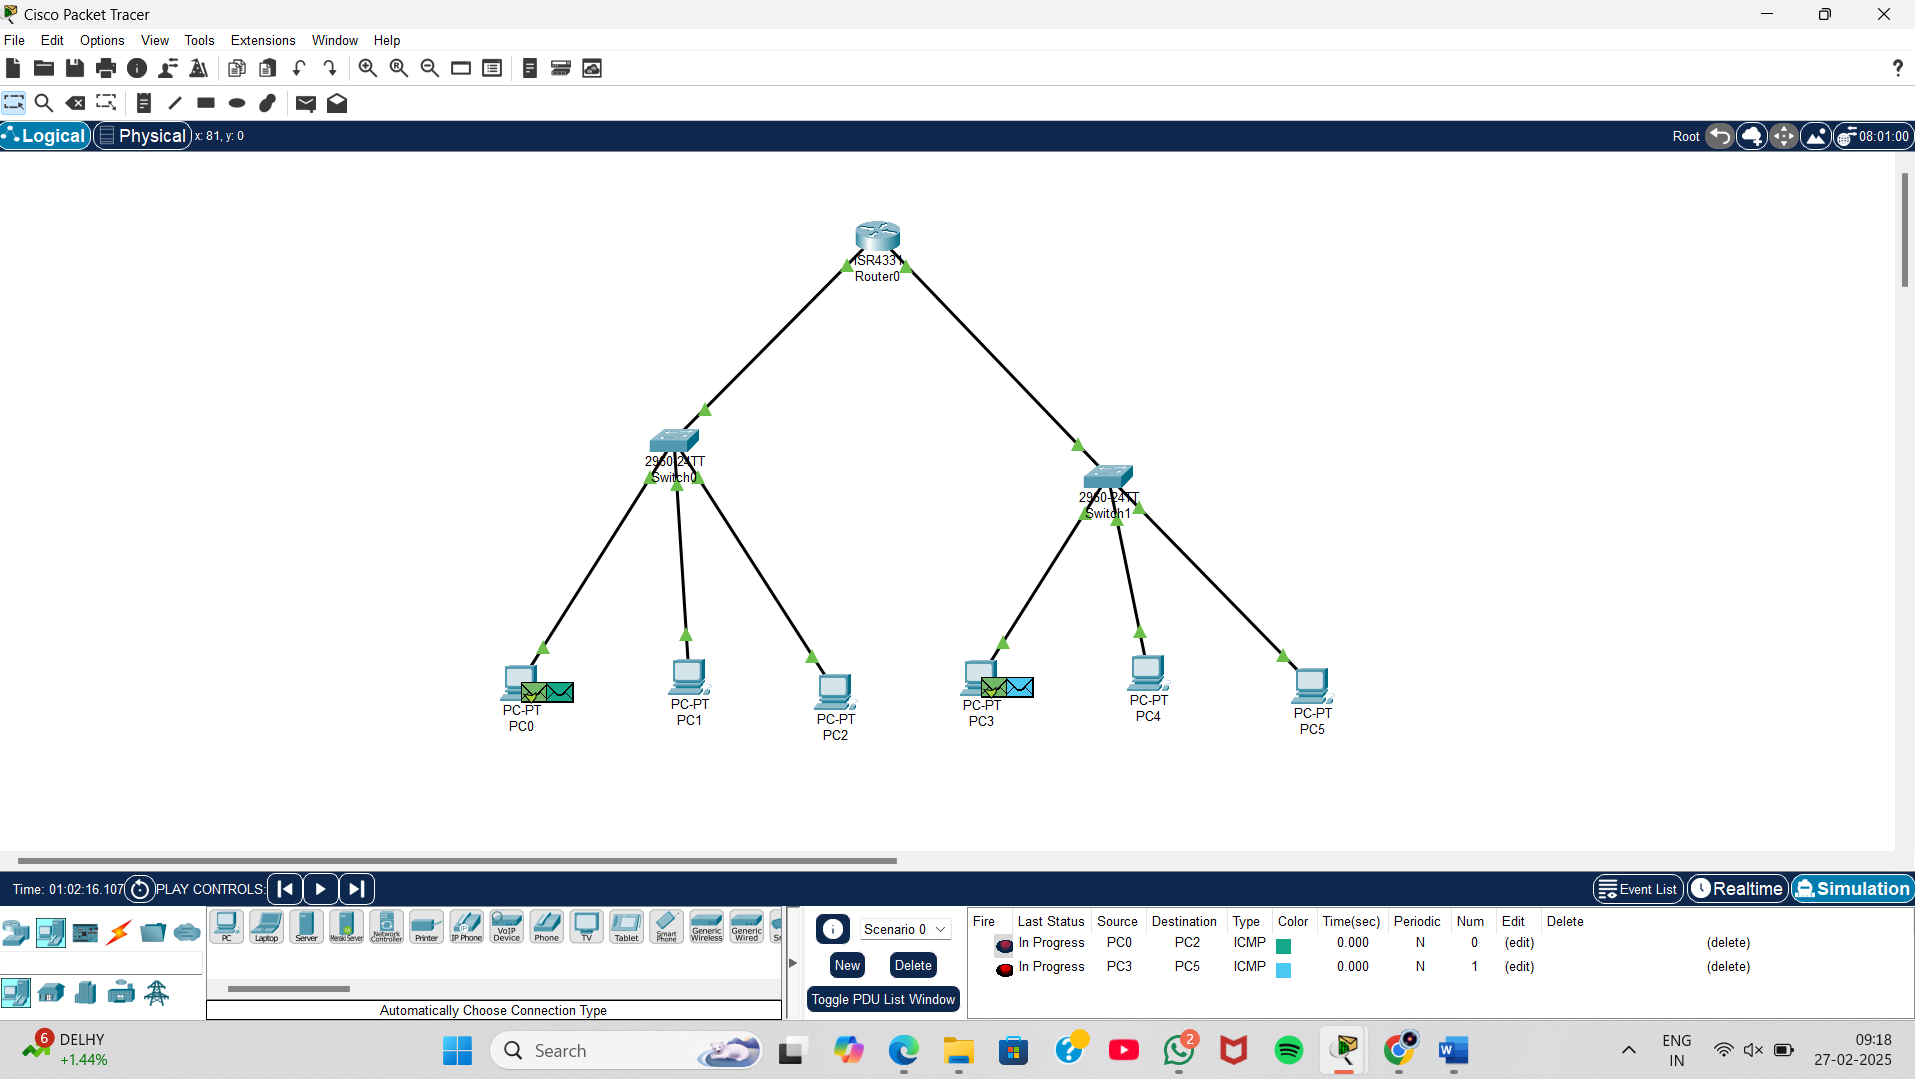 Cisco Packet Tracer
File Edit Options View Tools Extensions Window Help
Logical Physical x: 81, y: 0 Root 08:01:00
ISR4331
Router0
2960-24TT
Switch0
2960-24TT
Switch1
PC-PT
PC0
PC-PT
PC1
PC-PT
PC2
PC-PT
PC3
PC-PT
PC4
PC-PT
PC5
Time: 01:02:16.107 PLAY CONTROLS: Event List Realtime Simulation
PC Laptop Server Meraki Server Network Controller Printer IP Phone VoIP Device Phone TV Tablet Smart Phone Generic Wireless Generic Wired
Automatically Choose Connection Type
Scenario 0
New Delete
Toggle PDU List Window
Fire Last Status Source Destination Type Color Time(sec) Periodic Num Edit Delete
In Progress PC0 PC2 ICMP 0.000 N 0 (edit) (delete)
In Progress PC3 PC5 ICMP 0.000 N 1 (edit) (delete)
6 DELHY
+1.44%
Search
2
ENG
IN
09:18
27-02-2025